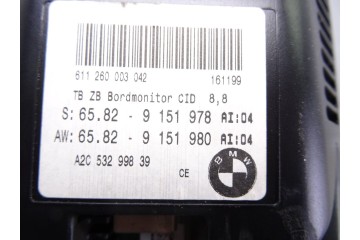 611 260 003 042 161199
TB ZB Bordmonitor CID 8,8
S: 65.82 - 9 151 978 AI:04
AW: 65.82 - 9 151 980 AI:04
A2C 532 998 39 CE
BMW